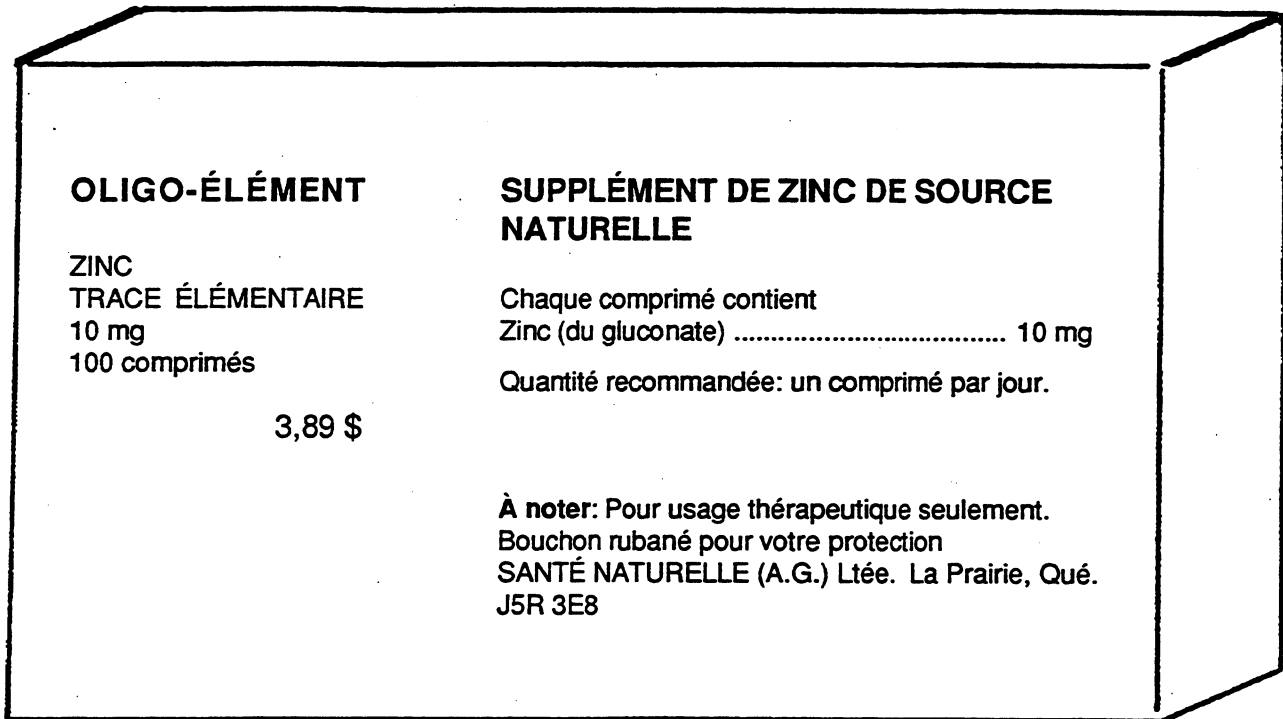 OLIGO-ÉLÉMENT
ZINC
TRACE ÉLÉMENTAIRE
10 mg
100 comprimés
3,89 $
SUPPLÉMENT DE ZINC DE SOURCE
NATURELLE
Chaque comprimé contient
Zinc (du gluconate) .................................... 10 mg
Quantité recommandée: un comprimé par jour.
À noter: Pour usage thérapeutique seulement.
Bouchon rubané pour votre protection
SANTÉ NATURELLE (A.G.) Ltée. La Prairie, Qué.
J5R 3E8